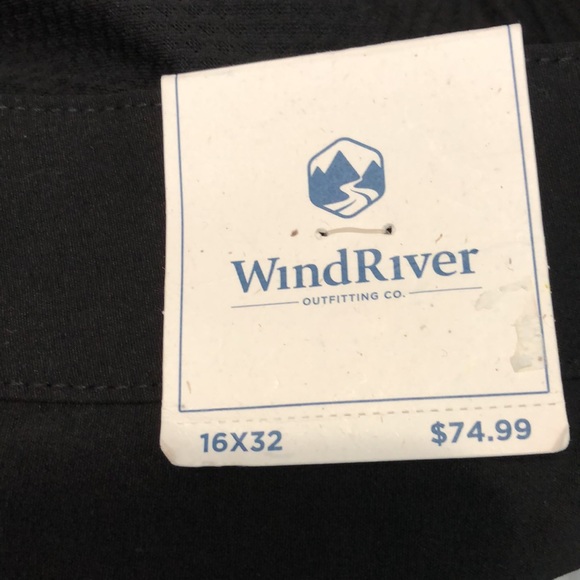 WindRiver
OUTFITTING CO.
16X32 $74.99